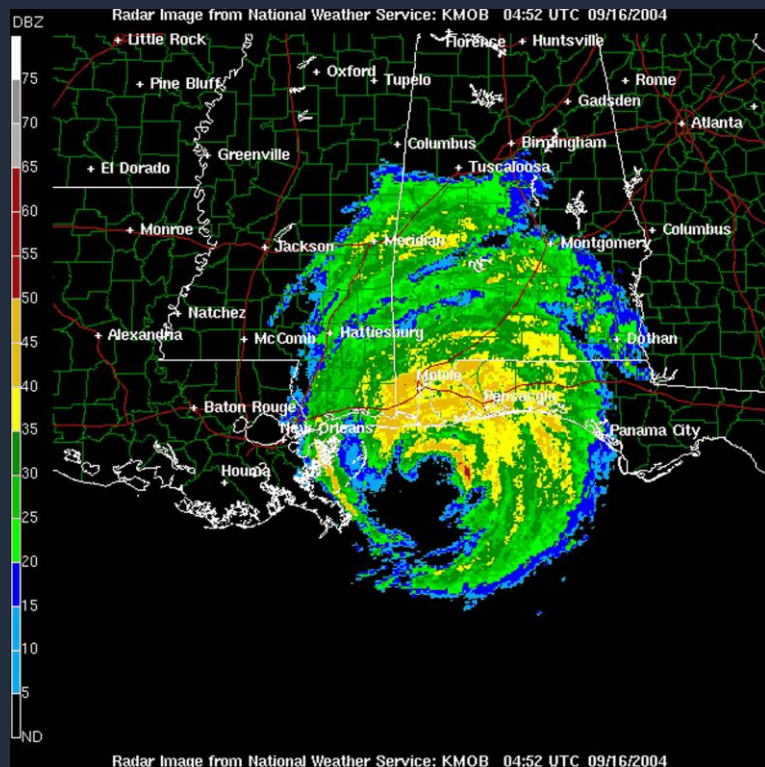 Radar Image from National Weather Service: KMOB 04:52 UTC 09/16/2004
DBZ
Little Rock
Florence
Huntsville
Oxford
Tupelo
Rome
75
Pine Bluff
Gadsden
70
Atlanta
Columbus
Birmingham
65
El Dorado
Greenville
Tuscaloosa
60
Monroe
Jackson
Meridian
Montgomery
Columbus
55
50
Natchez
45
Alexandria
McComb
Hattiesburg
Dothan
40
Mobile
Baton Rouge
Pensacola
35
New Orleans
Panama City
30
Houma
25
20
15
10
5
ND
Radar Image from National Weather Service: KMOB 04:52 UTC 09/16/2004